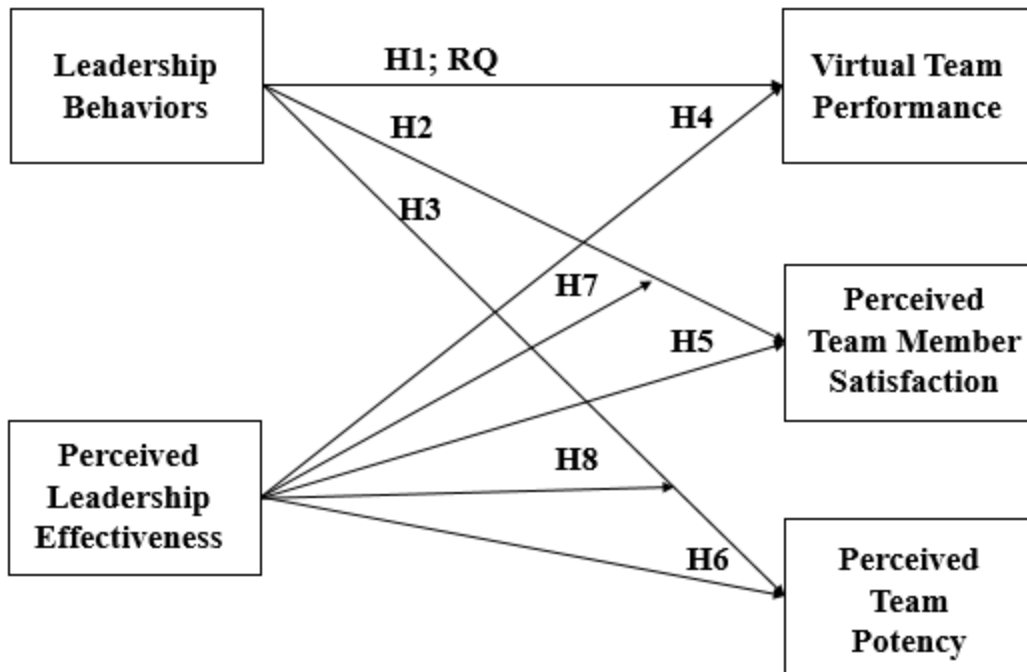 Leadership
Behaviors
H1; RQ
Virtual Team
Performance
H2
H4
H3
H7
Perceived
Team Member
Satisfaction
H5
Perceived
Leadership
Effectiveness
H8
H6
Perceived
Team
Potency